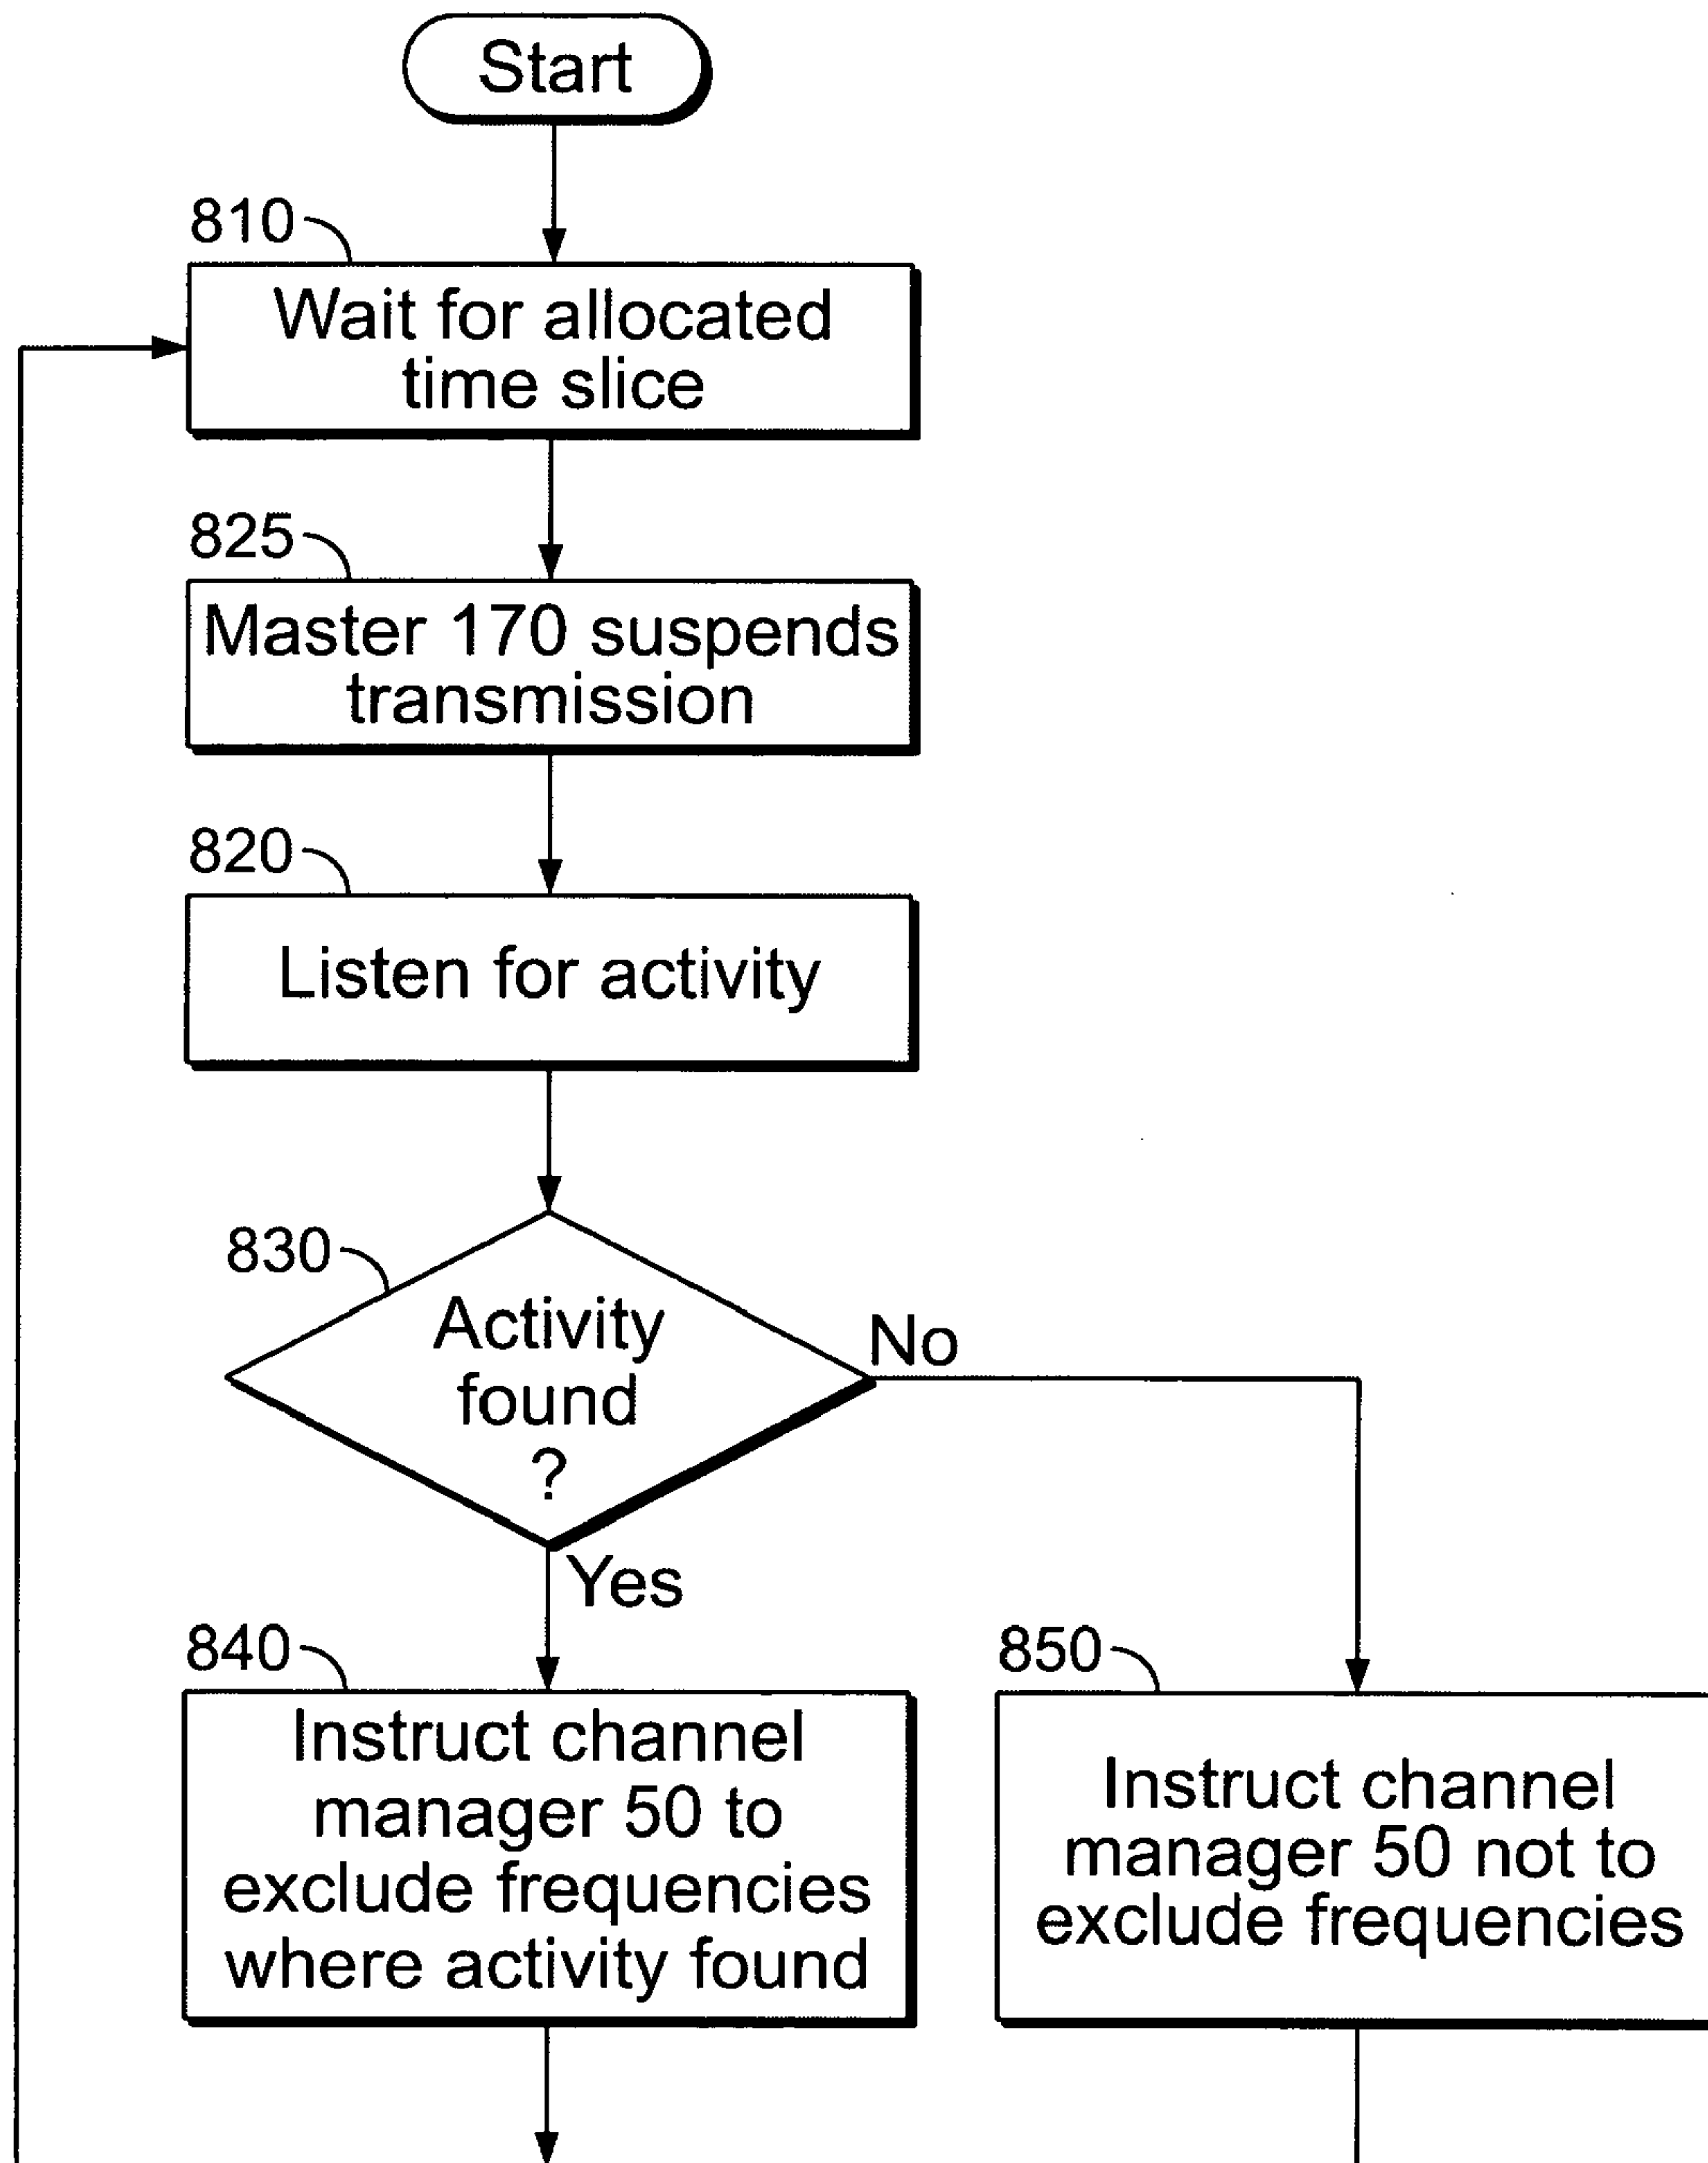 Start
810
Wait for allocated
time slice
825
Master 170 suspends
transmission
820
Listen for activity
830
Activity
found
?
No
Yes
840
Instruct channel
manager 50 to
exclude frequencies
where activity found
850
Instruct channel
manager 50 not to
exclude frequencies